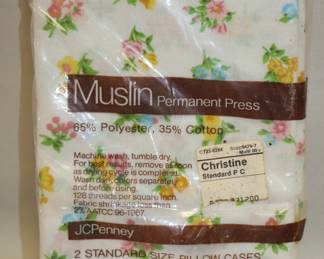 Muslin Permanent Press
65% Polyester, 35% Cotton
Machine wash, tumble dry.
For best results, remove as soon
as drying cycle is completed.
Wash dark colors separately
and before using.
128 threads per square inch.
Fabric shrinkage less than
2% AATCC 96-1967.
Christine
Standard P C
JCPenney
2 STANDARD SIZE PILLOW CASES